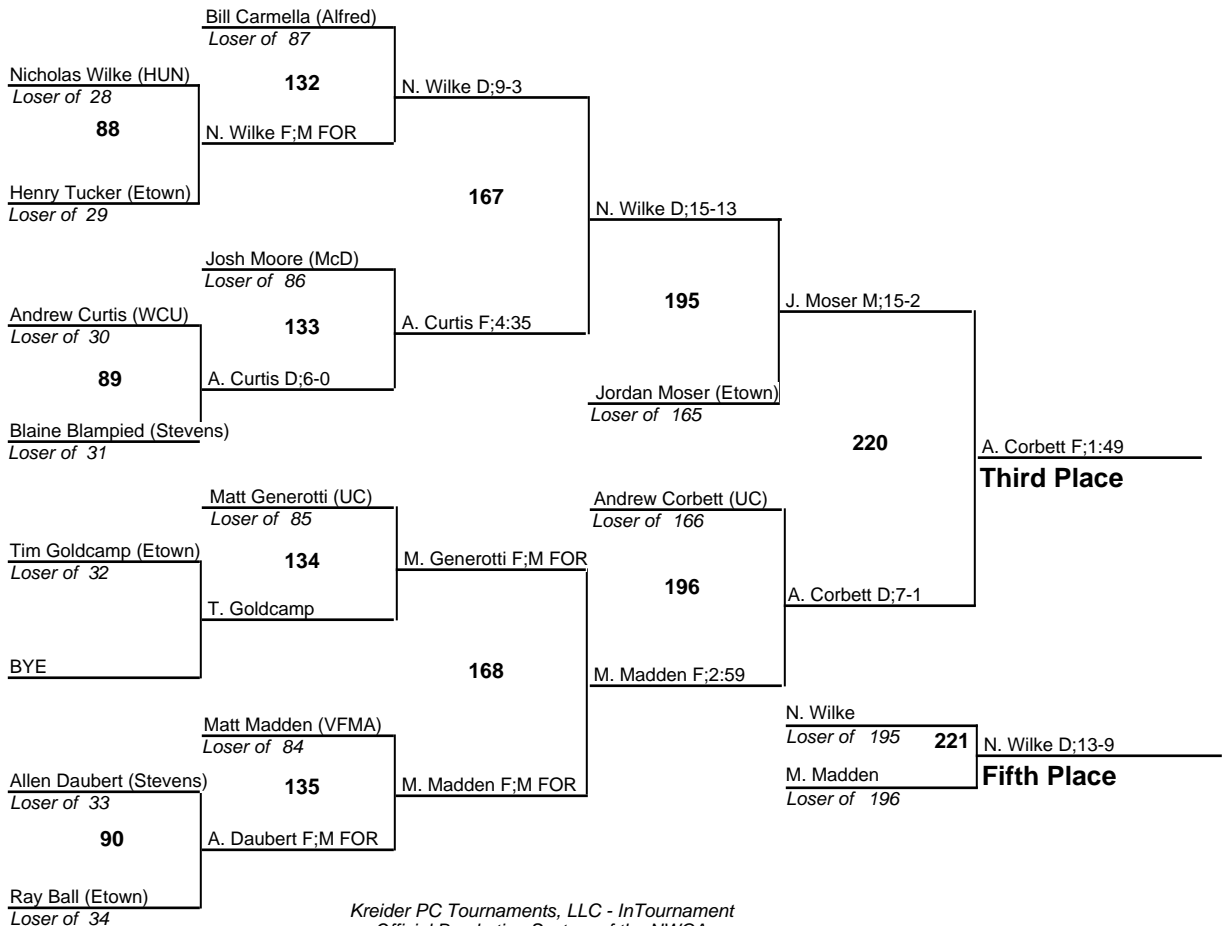 Bill Carmella (Alfred)
Loser of 87
Nicholas Wilke (HUN)
Loser of 28
132
N. Wilke D;9-3
88
N. Wilke F;M FOR
Henry Tucker (Etown)
Loser of 29
167
N. Wilke D;15-13
Josh Moore (McD)
Loser of 86
Andrew Curtis (WCU)
Loser of 30
133
A. Curtis F;4:35
195
J. Moser M;15-2
89
A. Curtis D;6-0
Jordan Moser (Etown)
Loser of 165
Blaine Blampied (Stevens)
Loser of 31
220
A. Corbett F;1:49
Third Place
Matt Generotti (UC)
Loser of 85
Andrew Corbett (UC)
Loser of 166
Tim Goldcamp (Etown)
Loser of 32
134
M. Generotti F;M FOR
196
A. Corbett D;7-1
T. Goldcamp
BYE
168
M. Madden F;2:59
Matt Madden (VFMA)
Loser of 84
N. Wilke
Loser of 195
221
N. Wilke D;13-9
Fifth Place
M. Madden
Loser of 196
Allen Daubert (Stevens)
Loser of 33
135
M. Madden F;M FOR
90
A. Daubert F;M FOR
Ray Ball (Etown)
Loser of 34
Kreider PC Tournaments, LLC - InTournament